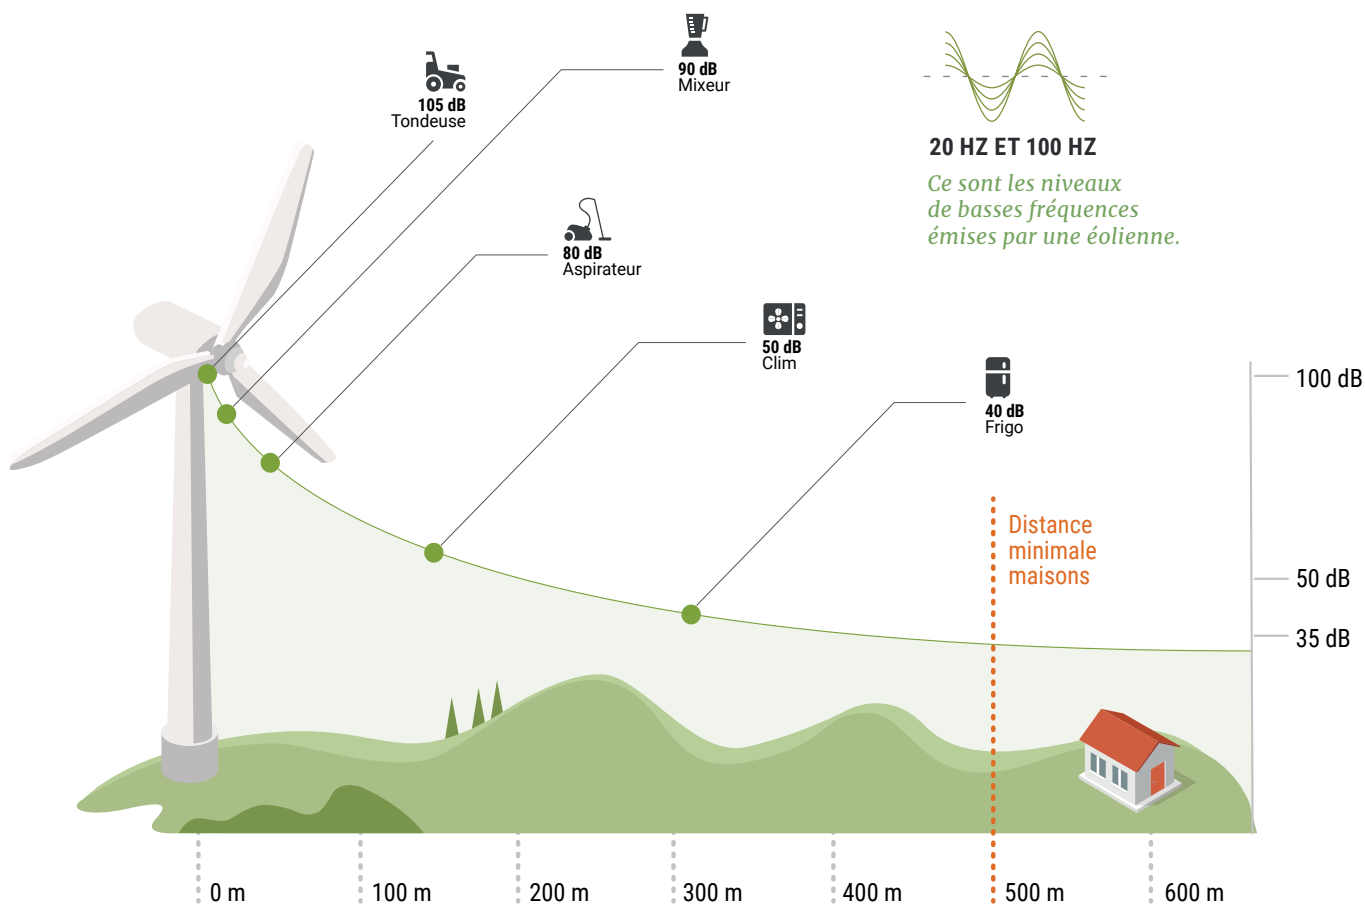 90 dB
Mixeur
105 dB
Tondeuse
20 HZ ET 100 HZ
Ce sont les niveaux
de basses fréquences
émises par une éolienne.
80 dB
Aspirateur
50 dB
Clim
40 dB
Frigo
100 dB
50 dB
35 dB
Distance
minimale
maisons
0 m
100 m
200 m
300 m
400 m
500 m
600 m